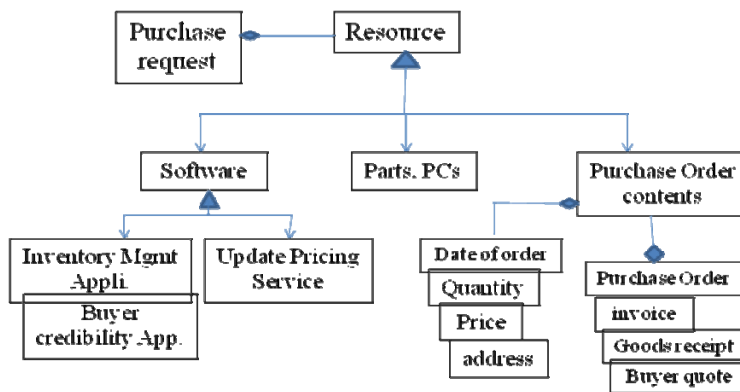 Purchase
request
Resource
Software
Parts. PCs
Purchase Order
contents
Inventory Mgmt
Appli.
Buyer
credibility App.
Update Pricing
Service
Date of order
Quantity
Price
address
Purchase Order
invoice
Goods receipt
Buyer quote